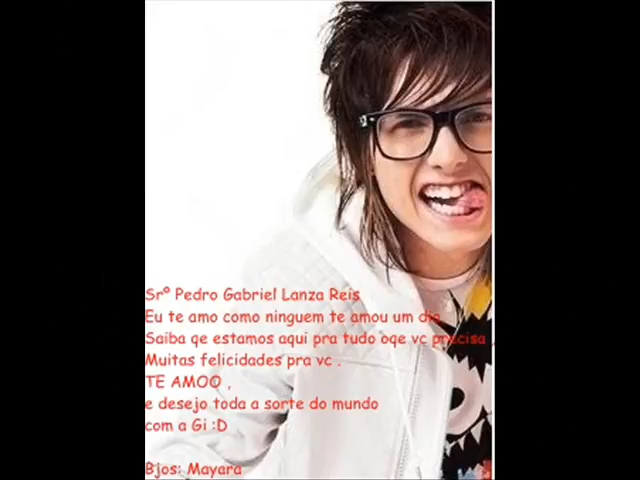 Srº Pedro Gabriel Lanza Reis
Eu te amo como ninguem te amou um dia
Saiba qe estamos aqui pra tudo oqe vc precisa ,
Muitas felicidades pra vc .
TE AMOO ,
e desejo toda a sorte do mundo
com a Gi :D
Bjos: Mayara